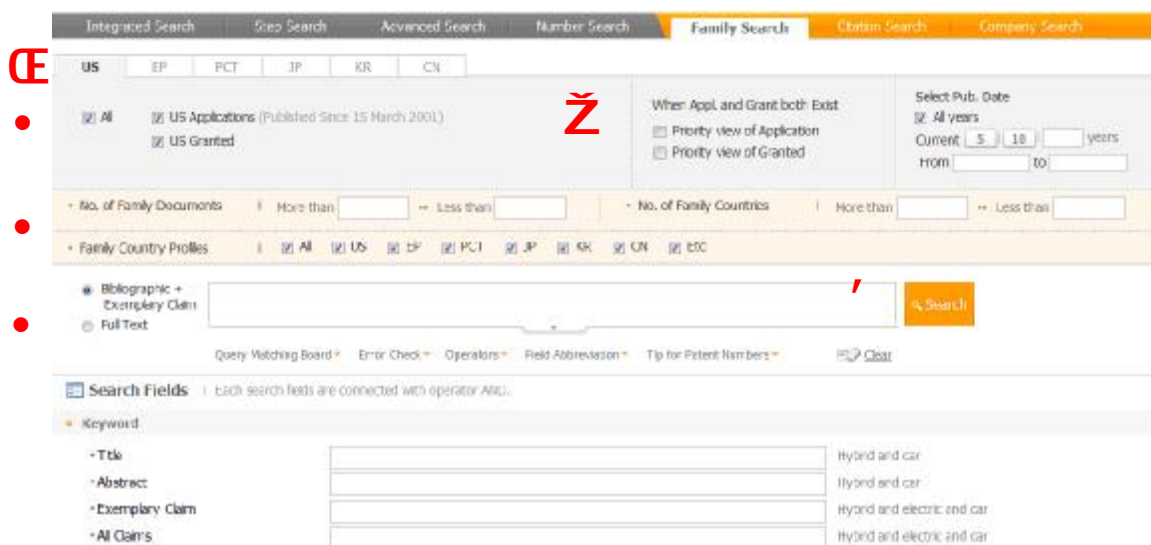 Integrated Search Step Search Advanced Search Number Search Family Search Citation Search Company Search
Œ
US EP PCT JP KR CN
Ž
•
All US Applications (Published Since 15 March 2001)
US Granted
When Appl. and Grant both Exist
Priority view of Application
Priority view of Granted
Select Pub. Date
All years
Current 5 10 years
From to
•
No. of Family Documents | More than ~ Less than
No. of Family Countries | More than ~ Less than
Family Country Profiles | All US EP PCT JP KR CN ETC
•
Bibliographic +
Exemplary Claim
Full Text
’
Search
Query Matching Board Error Check Operators Field Abbreviation Tip for Patent Numbers Clear
Search Fields | Each search fields are connected with operator AND.
Keyword
Title Hybrid and car
Abstract Hybrid and car
Exemplary Claim Hybrid and electric and car
All Claims Hybrid and electric and car